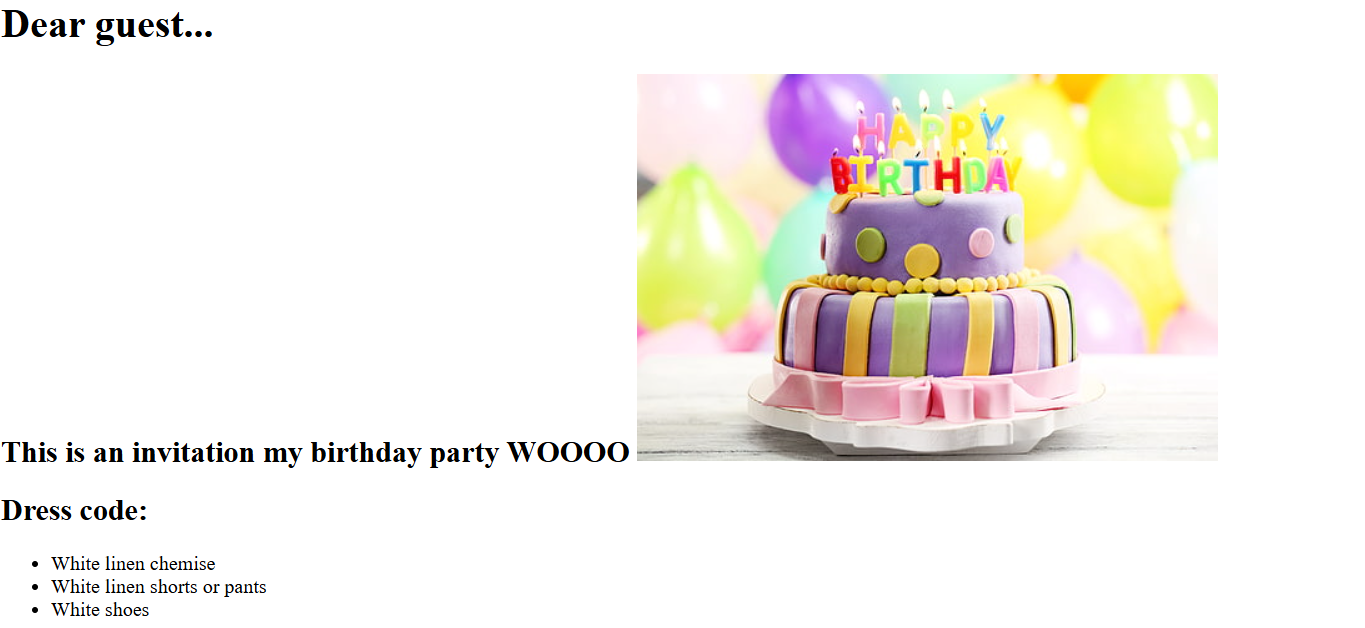 Dear guest...
HAPPY
BIRTHDAY
This is an invitation my birthday party WOOOO
Dress code:
White linen chemise
White linen shorts or pants
White shoes